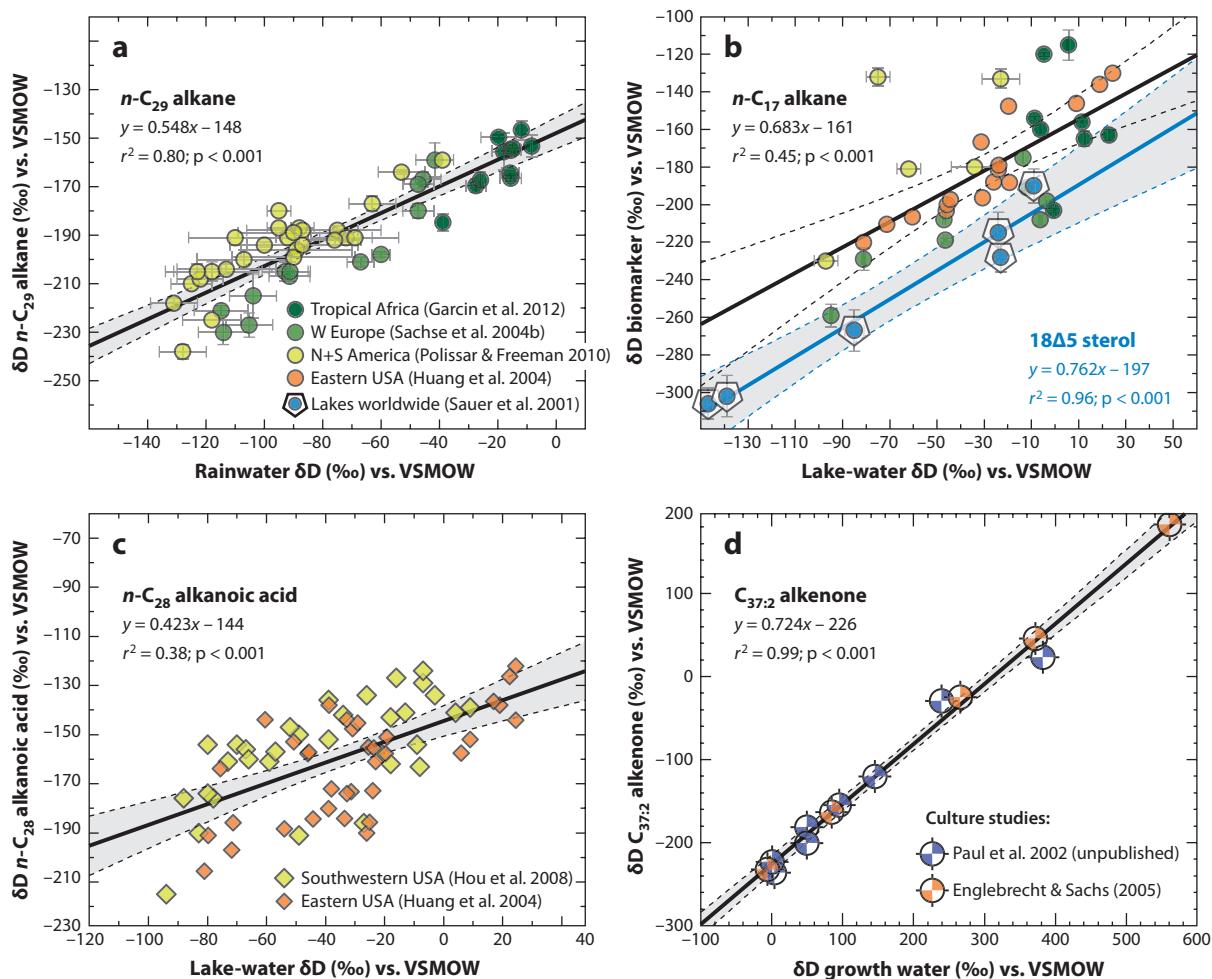 a
n-C29 alkane
y = 0.548x – 148
r² = 0.80; p < 0.001
δD n-C29 alkane (‰) vs. VSMOW
–130
–150
–170
–190
–210
–230
–250
Tropical Africa (Garcin et al. 2012)
W Europe (Sachse et al. 2004b)
N+S America (Polissar & Freeman 2010)
Eastern USA (Huang et al. 2004)
Lakes worldwide (Sauer et al. 2001)
–120 –100 –80 –60 –40 –20 0
Rainwater δD (‰) vs. VSMOW
b
n-C17 alkane
y = 0.683x – 161
r² = 0.45; p < 0.001
δD biomarker (‰) vs. VSMOW
–100
–120
–140
–160
–180
–200
–220
–240
–260
–280
–300
18Δ5 sterol
y = 0.762x – 197
r² = 0.96; p < 0.001
–130 –110 –90 –70 –50 –30 –10 10 30 50
Lake-water δD (‰) vs. VSMOW
c
n-C28 alkanoic acid
y = 0.423x – 144
r² = 0.38; p < 0.001
δD n-C28 alkanoic acid (‰) vs. VSMOW
–70
–90
–110
–130
–150
–170
–190
–210
–230
Southwestern USA (Hou et al. 2008)
Eastern USA (Huang et al. 2004)
–120 –100 –80 –60 –40 –20 0 20 40
Lake-water δD (‰) vs. VSMOW
d
C37:2 alkenone
y = 0.724x – 226
r² = 0.99; p < 0.001
δD C37:2 alkenone (‰) vs. VSMOW
200
100
0
–100
–200
–300
Culture studies:
Paul et al. 2002 (unpublished)
Englebrecht & Sachs (2005)
–100 0 100 200 300 400 500 600
δD growth water (‰) vs. VSMOW